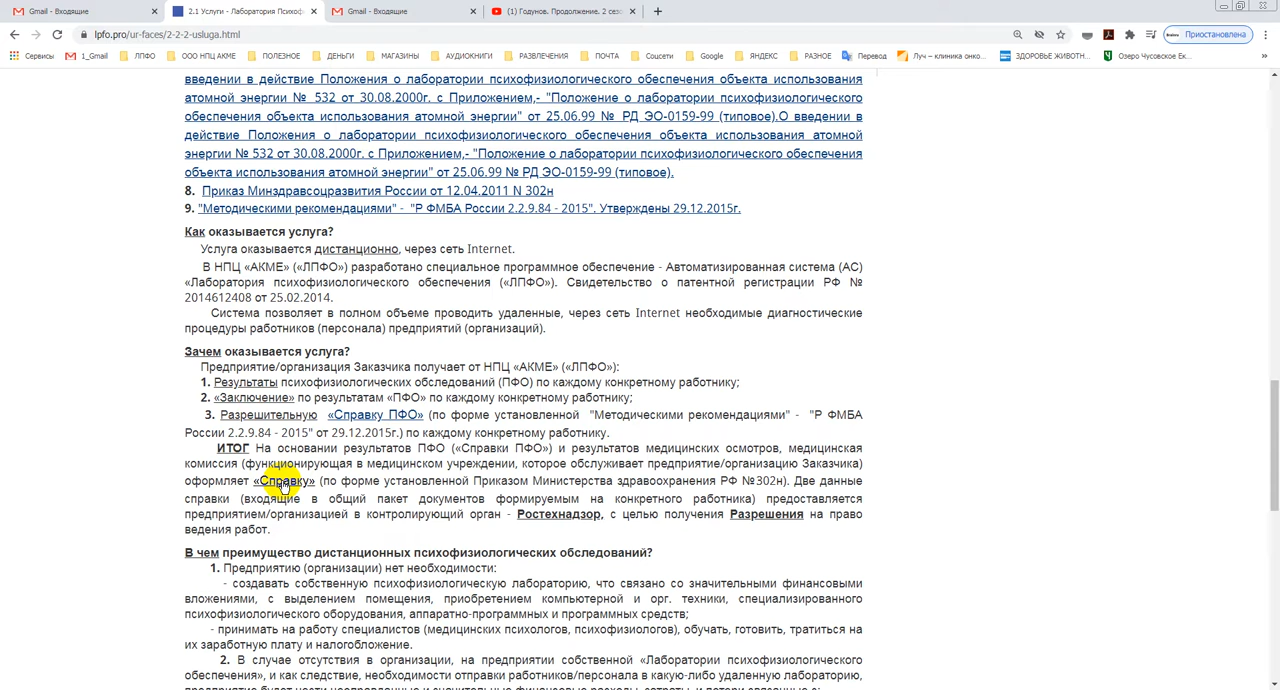 Gmail - Входящие
2.1 Услуги - Лаборатория Психоф
Gmail - Входящие
(1) Годунов. Продолжение. 2 сезо
lpfo.pro/ur-faces/2-2-2-usluga.html
Приостановлена
Сервисы 1_Gmail ЛПФО ООО НПЦ АКМЕ ПОЛЕЗНОЕ ДЕНЬГИ МАГАЗИНЫ АУДИОКНИГИ РАЗВЛЕЧЕНИЯ ПОЧТА Соцсети Google ЯНДЕКС РАЗНОЕ Перевод Луч – клиника онко... ЗДОРОВЬЕ ЖИВОТН... Озеро Чусовское Ек... »
введении в действие Положения о лаборатории психофизиологического обеспечения объекта использования
атомной энергии № 532 от 30.08.2000г. с Приложением,- "Положение о лаборатории психофизиологического
обеспечения объекта использования атомной энергии" от 25.06.99 № РД ЭО-0159-99 (типовое).О введении в
действие Положения о лаборатории психофизиологического обеспечения объекта использования атомной
энергии № 532 от 30.08.2000г. с Приложением,- "Положение о лаборатории психофизиологического обеспечения
объекта использования атомной энергии" от 25.06.99 № РД ЭО-0159-99 (типовое).
8. Приказ Минздравсоцразвития России от 12.04.2011 N 302н
9. "Методическими рекомендациями" - "Р ФМБА России 2.2.9.84 - 2015". Утверждены 29.12.2015г.
Как оказывается услуга?
Услуга оказывается дистанционно, через сеть Internet.
В НПЦ «АКМЕ» («ЛПФО») разработано специальное программное обеспечение - Автоматизированная система (АС)
«Лаборатория психофизиологического обеспечения («ЛПФО»). Свидетельство о патентной регистрации РФ №
2014612408 от 25.02.2014.
Система позволяет в полном объеме проводить удаленные, через сеть Internet необходимые диагностические
процедуры работников (персонала) предприятий (организаций).
Зачем оказывается услуга?
Предприятие/организация Заказчика получает от НПЦ «АКМЕ» («ЛПФО»):
1. Результаты психофизиологических обследований (ПФО) по каждому конкретному работнику;
2. «Заключение» по результатам «ПФО» по каждому конкретному работнику;
3. Разрешительную «Справку ПФО» (по форме установленной "Методическими рекомендациями" - "Р ФМБА
России 2.2.9.84 - 2015" от 29.12.2015г.) по каждому конкретному работнику.
ИТОГ На основании результатов ПФО («Справки ПФО») и результатов медицинских осмотров, медицинская
комиссия (функционирующая в медицинском учреждении, которое обслуживает предприятие/организацию Заказчика)
оформляет «Справку» (по форме установленной Приказом Министерства здравоохранения РФ №302н). Две данные
справки (входящие в общий пакет документов формируемым на конкретного работника) предоставляется
предприятием/организацией в контролирующий орган - Ростехнадзор, с целью получения Разрешения на право
ведения работ.
В чем преимущество дистанционных психофизиологических обследований?
1. Предприятию (организации) нет необходимости:
- создавать собственную психофизиологическую лабораторию, что связано со значительными финансовыми
вложениями, с выделением помещения, приобретением компьютерной и орг. техники, специализированного
психофизиологического оборудования, аппаратно-программных и программных средств;
- принимать на работу специалистов (медицинских психологов, психофизиологов), обучать, готовить, тратиться на
их заработную плату и налогобложение.
2. В случае отсутствия в организации, на предприятии собственной «Лаборатории психофизиологического
обеспечения», и как следствие, необходимости отправки работников/персонала в какую-либо удаленную лабораторию,